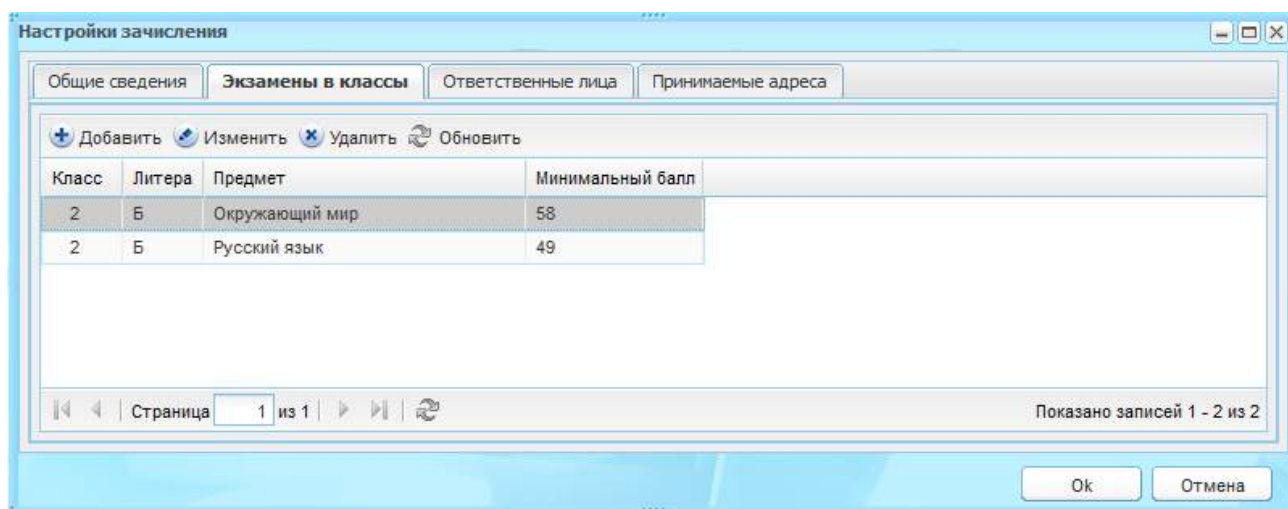 Настройки зачисления
Общие сведения Экзамены в классы Ответственные лица Принимаемые адреса
Добавить Изменить Удалить Обновить
Класс Литера Предмет Минимальный балл
2 Б Окружающий мир 58
2 Б Русский язык 49
Страница 1 из 1 Показано записей 1 - 2 из 2
Ok Отмена